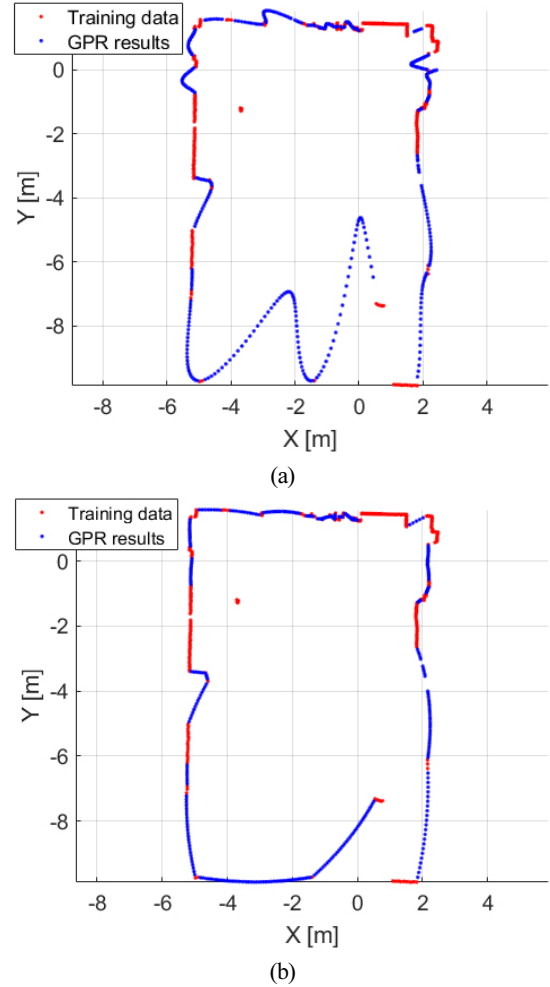 Training data
GPR results
0
-2
-4
-6
-8
Y [m]
-8 -6 -4 -2 0 2 4
X [m]
(a)
Training data
GPR results
0
-2
-4
-6
-8
Y [m]
-8 -6 -4 -2 0 2 4
X [m]
(b)